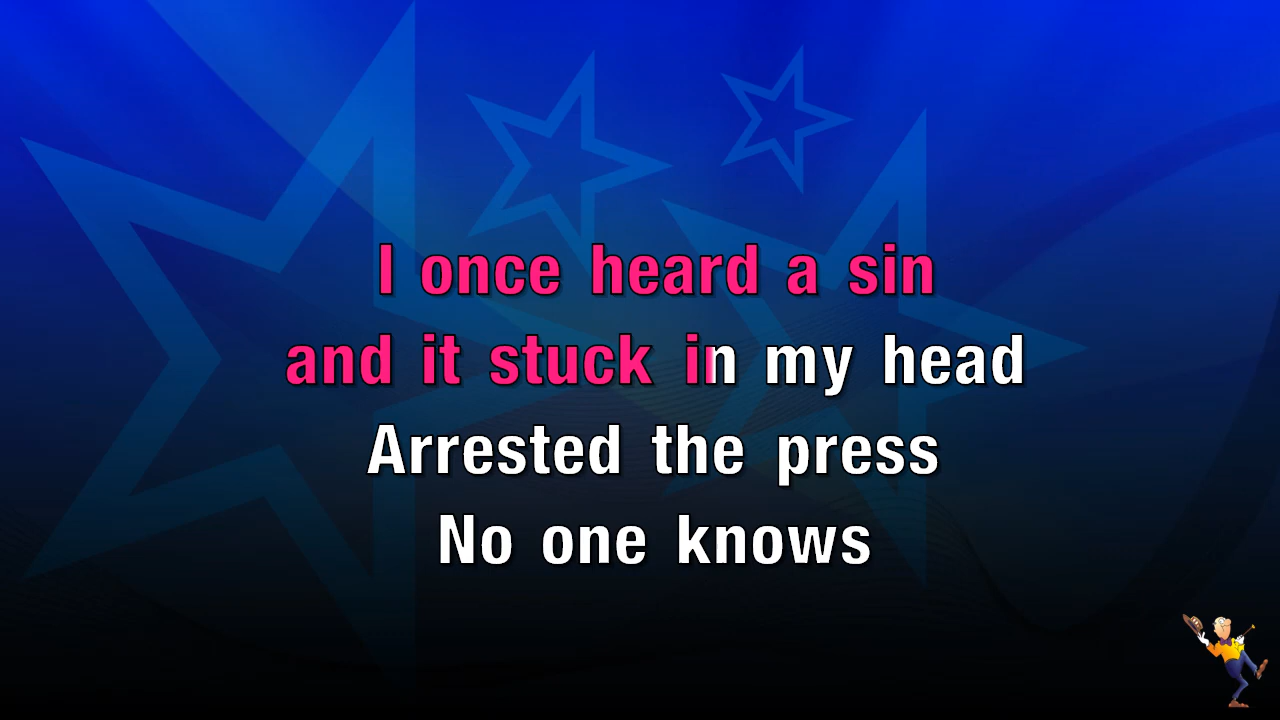 I once heard a sin
and it stuck in my head
Arrested the press
No one knows